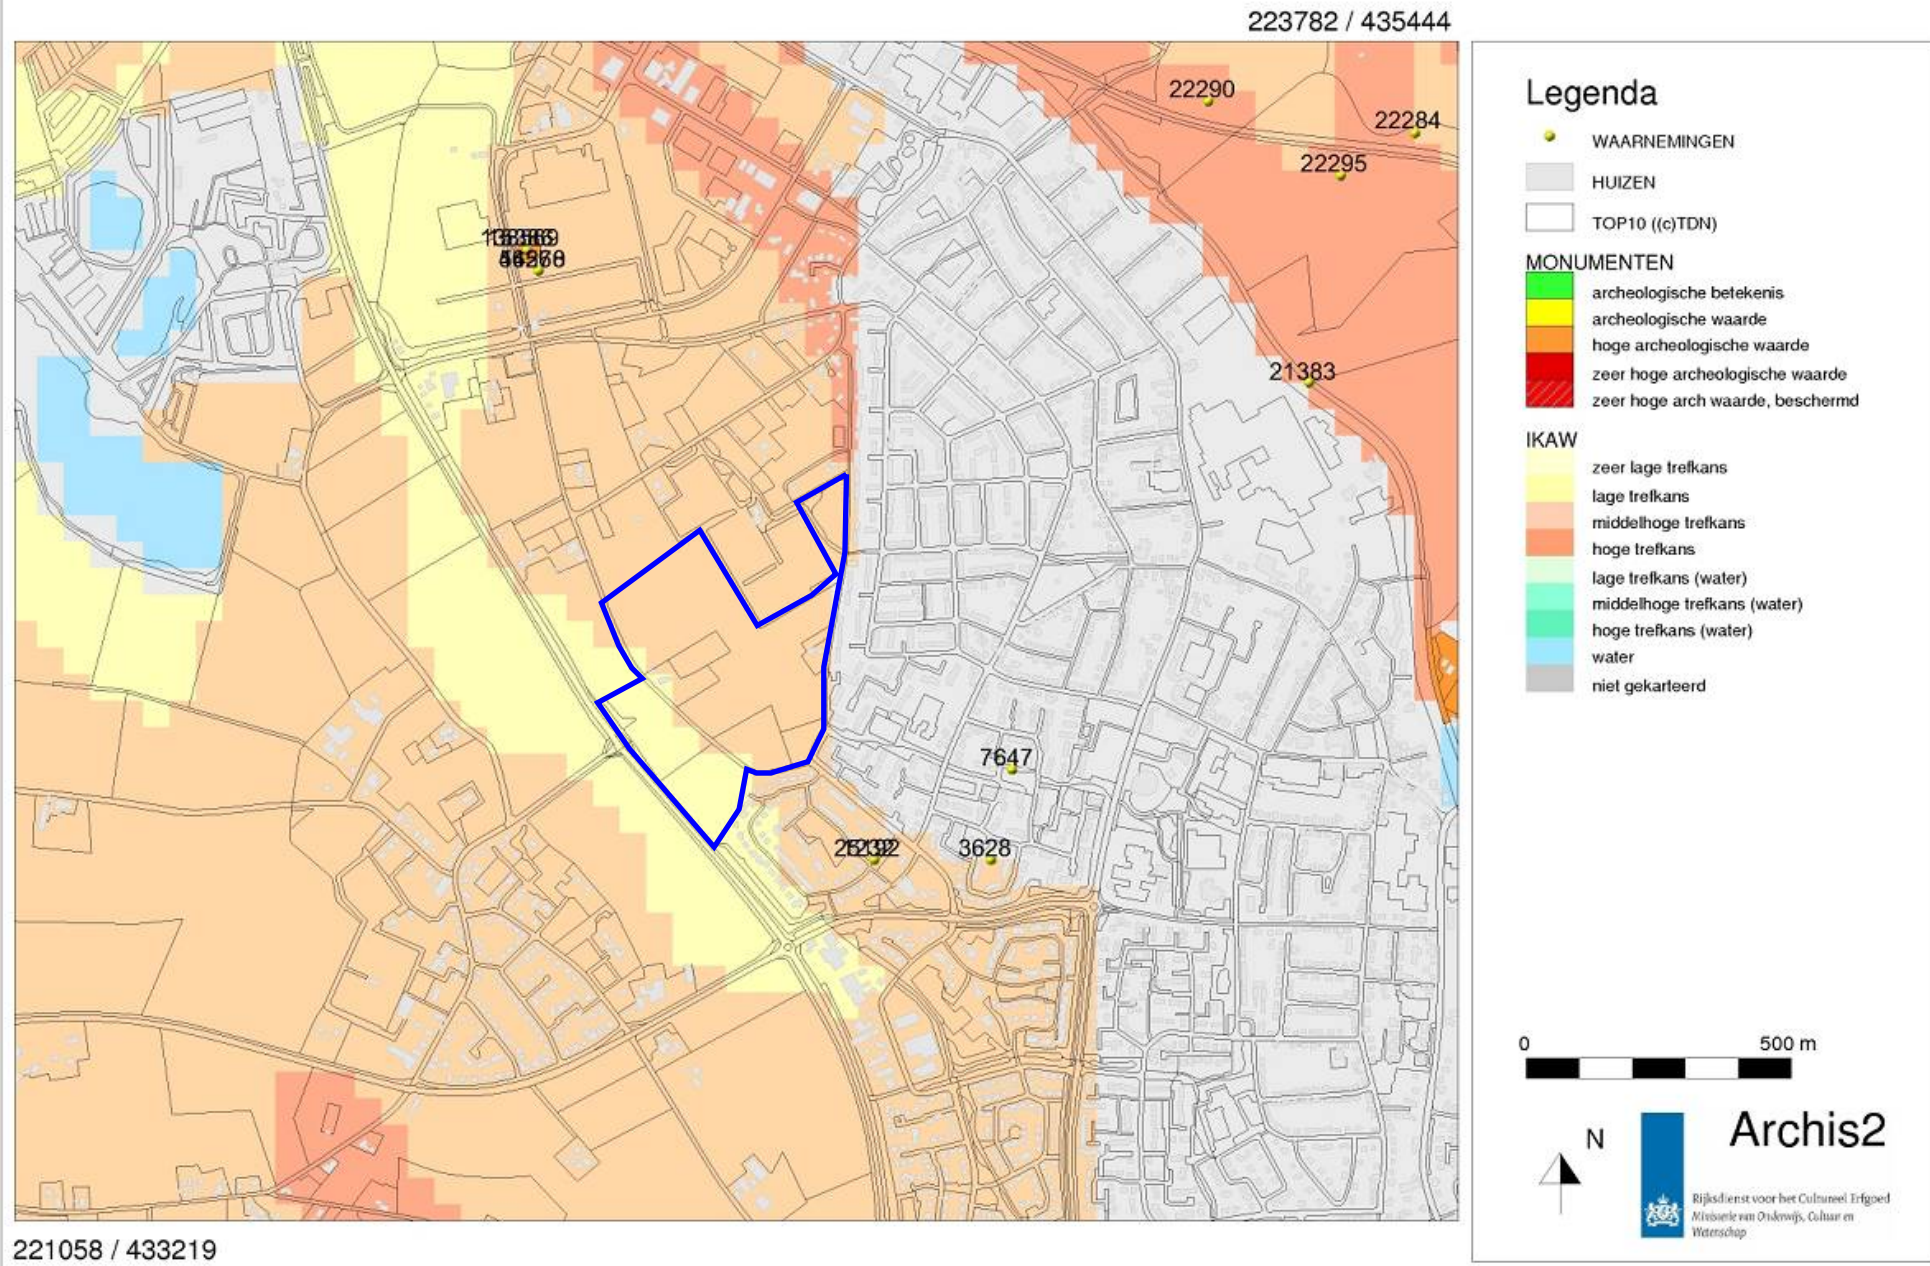 223782 / 435444
22290
22284
22295
21383
7647
3628
221058 / 433219
Legenda
WAARNEMINGEN
HUIZEN
TOP10 ((c)TDN)
MONUMENTEN
archeologische betekenis
archeologische waarde
hoge archeologische waarde
zeer hoge archeologische waarde
zeer hoge arch waarde, beschermd
IKAW
zeer lage trefkans
lage trefkans
middelhoge trefkans
hoge trefkans
lage trefkans (water)
middelhoge trefkans (water)
hoge trefkans (water)
water
niet gekarteerd
0 500 m
N
Archis2
Rijksdienst voor het Cultureel Erfgoed
Ministerie van Onderwijs, Cultuur en
Wetenschap